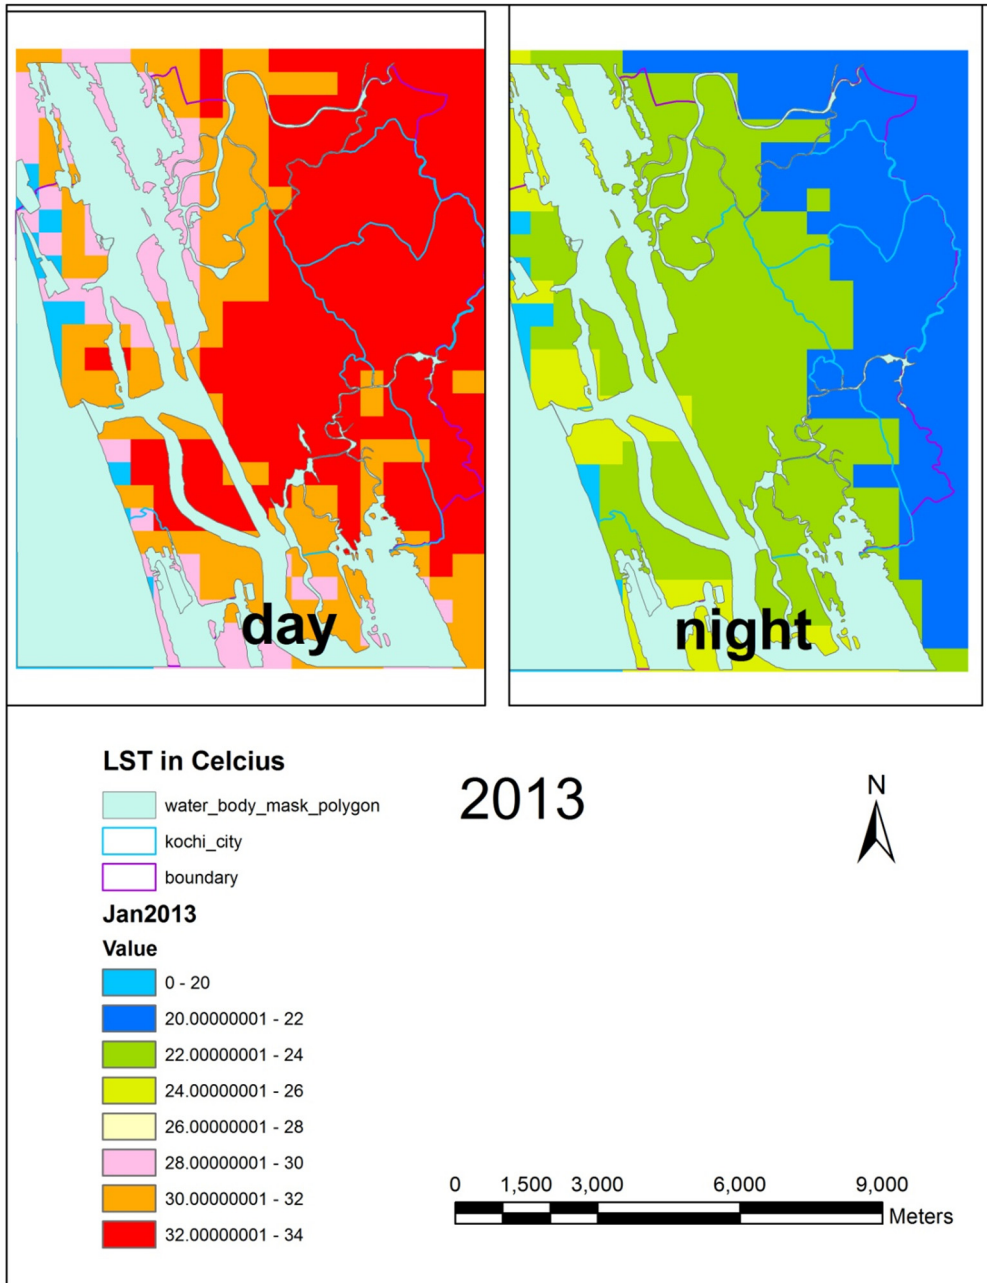 day
night
LST in Celcius
2013
N
water_body_mask_polygon
kochi_city
boundary
Jan2013
Value
0 - 20
20.00000001 - 22
22.00000001 - 24
24.00000001 - 26
26.00000001 - 28
28.00000001 - 30
30.00000001 - 32
32.00000001 - 34
0 1,500 3,000 6,000 9,000
Meters